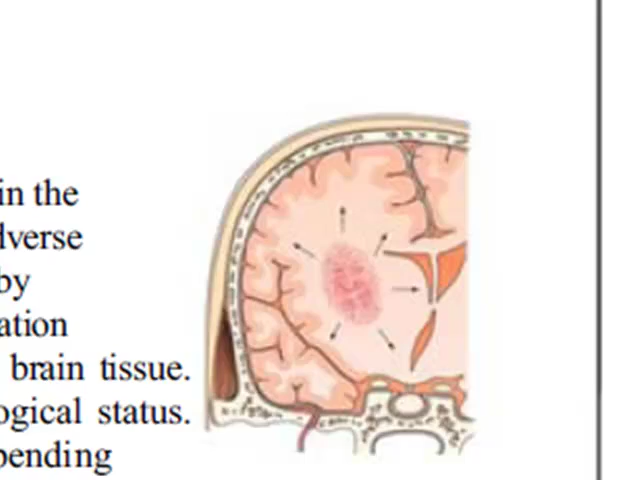 in the
dverse
by
ation
brain tissue.
ogical status.
pending